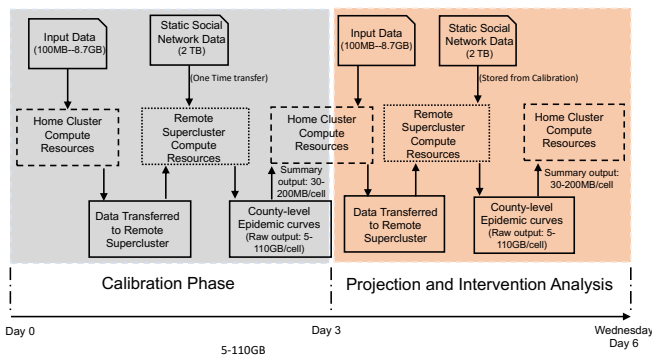 Input Data
(100MB--8.7GB)
Static Social
Network Data
(2 TB)
(One Time transfer)
Home Cluster
Compute
Resources
Remote
Supercluster
Compute
Resources
Home Cluster
Compute
Resources
Summary
output: 30-
200MB/cell
Data Transferred
to Remote
Supercluster
County-level
Epidemic curves
(Raw output: 5-
110GB/cell)
Input Data
(100MB--8.7GB)
Static Social
Network Data
(2 TB)
(Stored from Calibration)
Remote
Supercluster
Compute
Resources
Home Cluster
Compute
Resources
Summary output:
30-200MB/cell
Data Transferred
to Remote
Supercluster
County-level
Epidemic curves
(Raw output: 5-
110GB/cell)
Calibration Phase
Projection and Intervention Analysis
Day 0
Day 3
Wednesday
Day 6
5-110GB